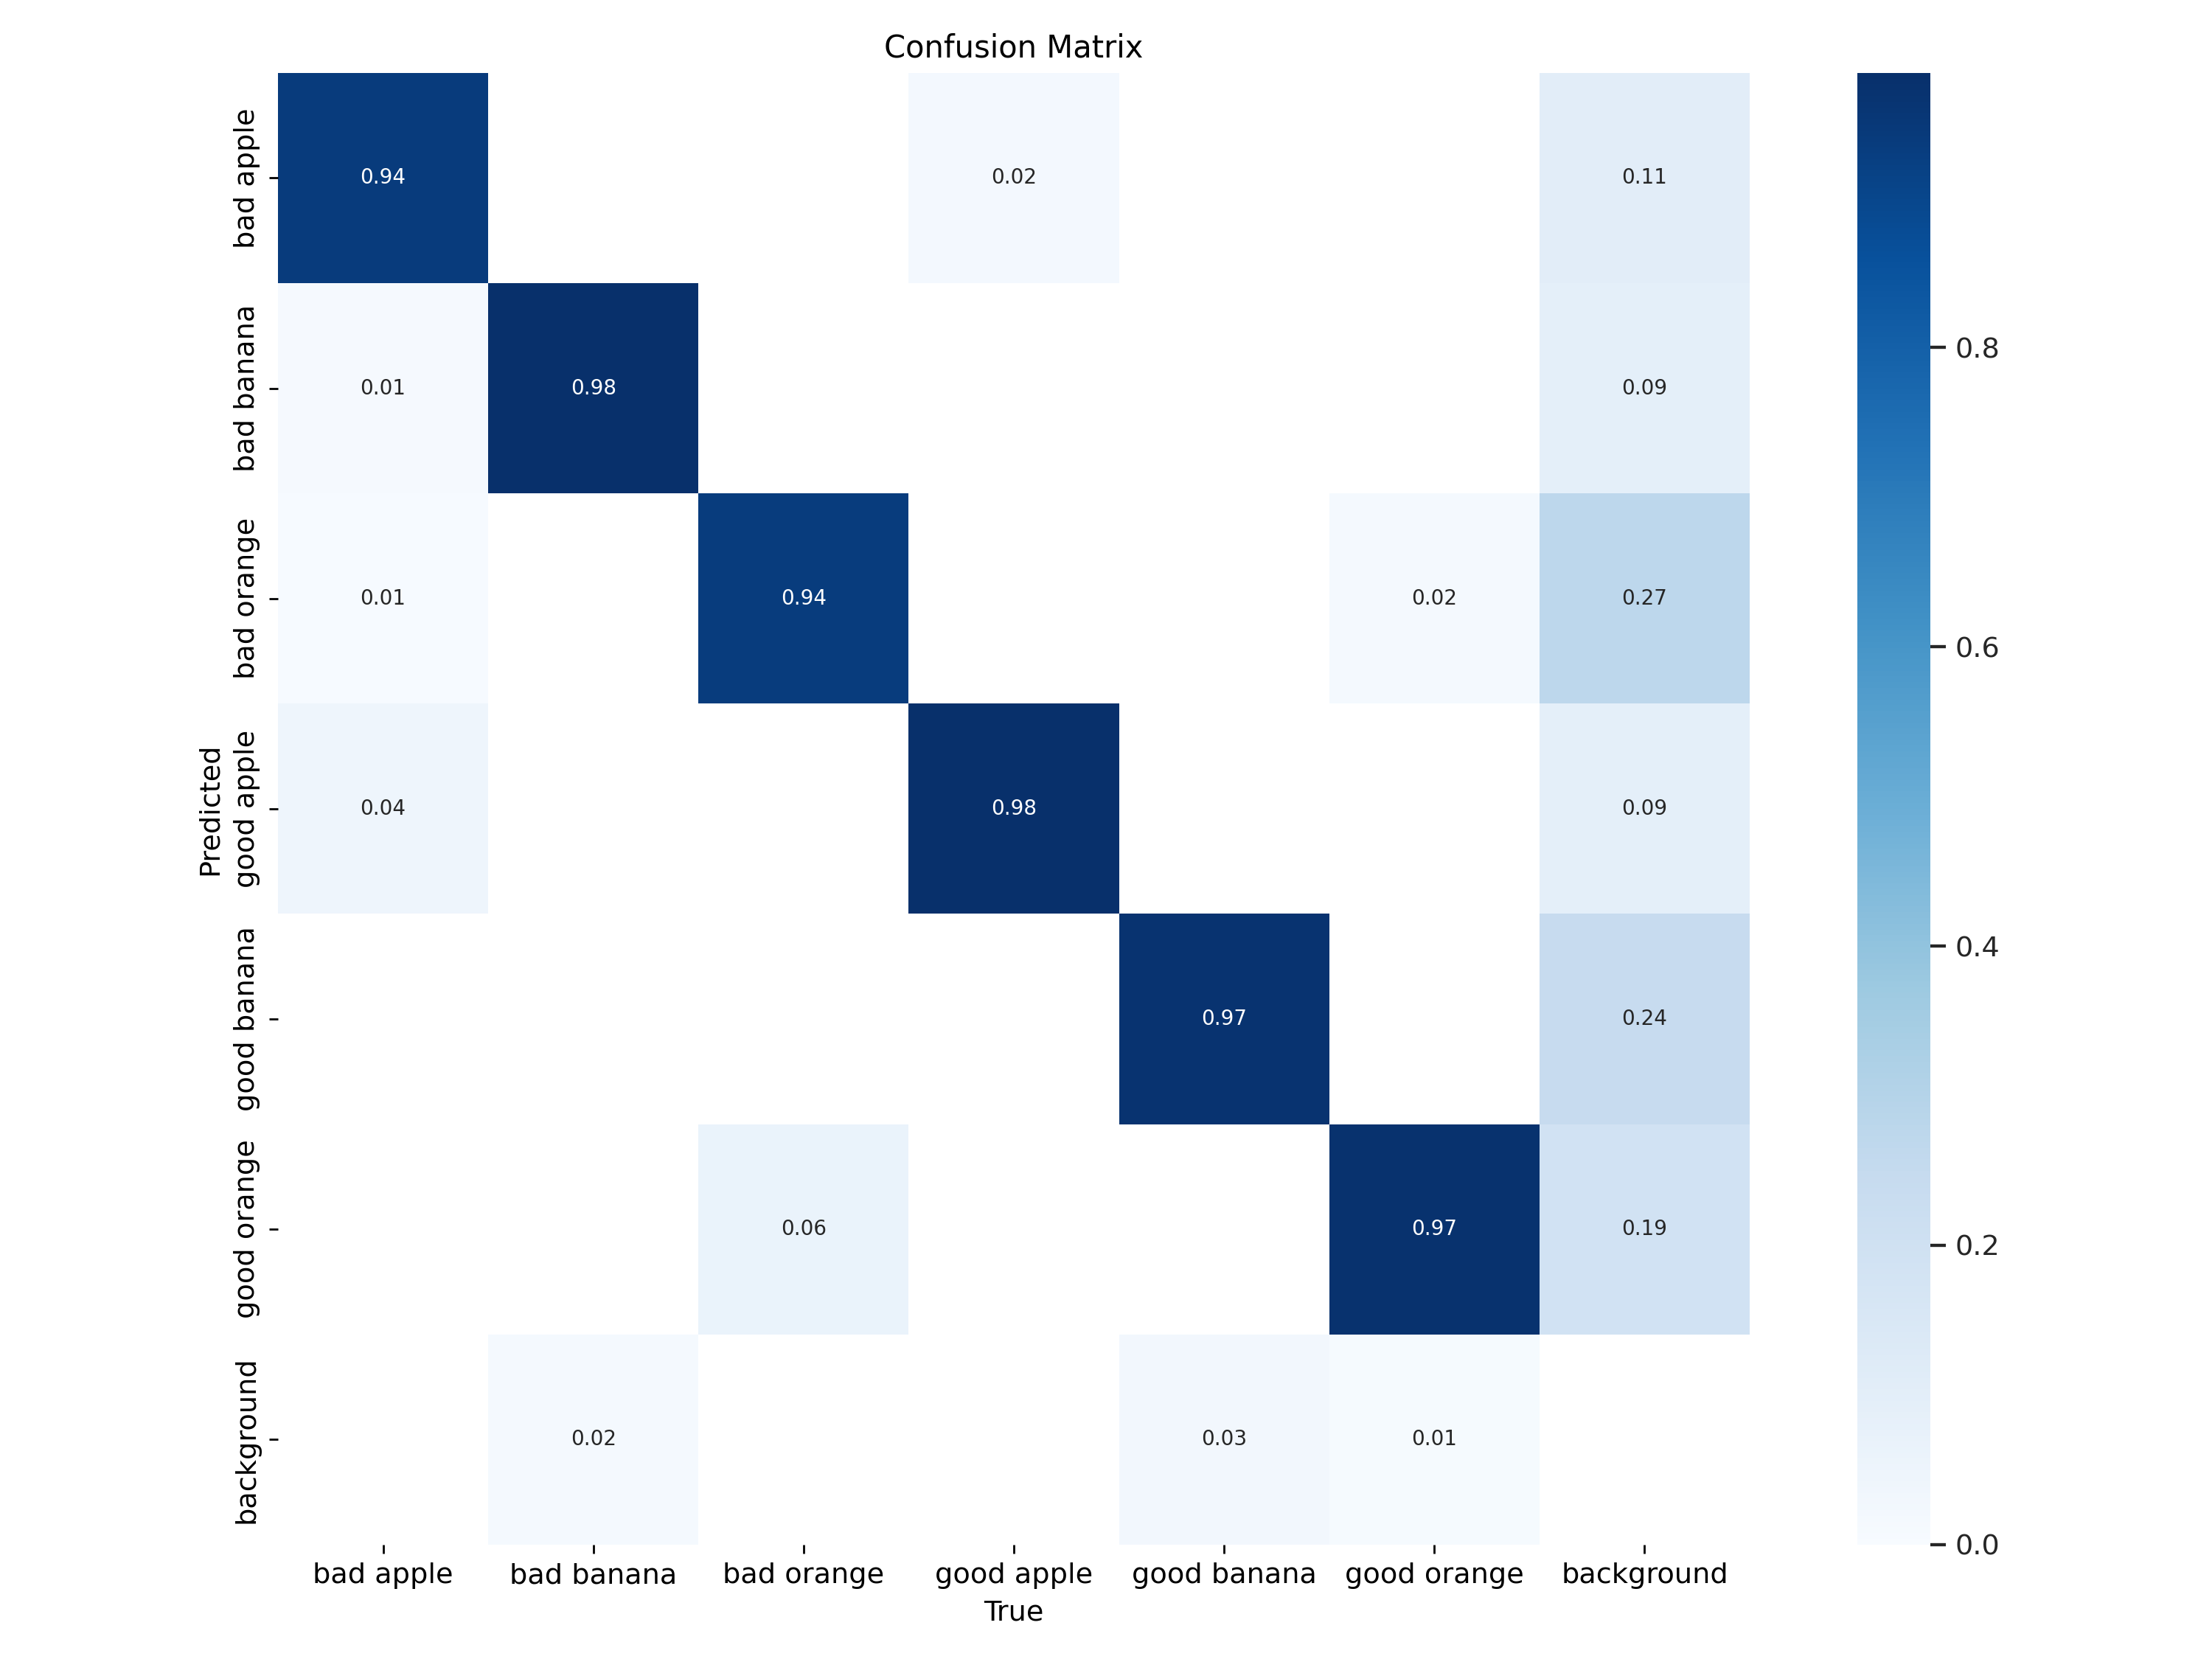 Confusion Matrix
bad apple
0.94
0.02
0.11
bad banana
0.01
0.98
0.09
bad orange
0.01
0.94
0.02
0.27
Predicted
good apple
0.04
0.98
0.09
good banana
0.97
0.24
good orange
0.06
0.97
0.19
background
0.02
0.03
0.01
bad apple
bad banana
bad orange
good apple
good banana
good orange
background
True
0.8
0.6
0.4
0.2
0.0